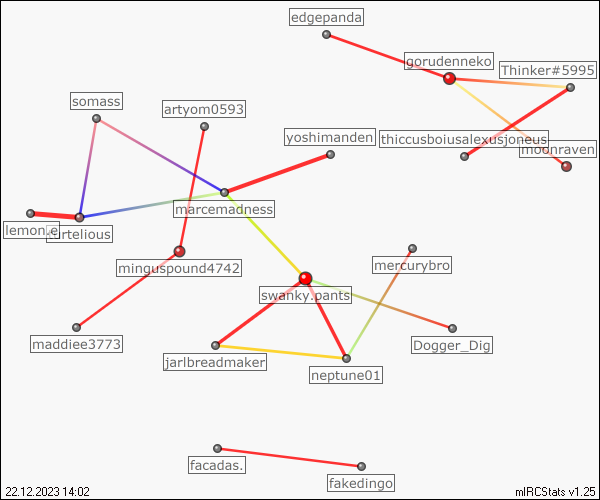 edgepanda
gorudenneko
Thinker#5995
somass
artyom0593
yoshimanden
thiccusboiusalexusjoneus
moonraven
marcemadness
lemon.e
turtelious
minguspound4742
mercurybro
swanky.pants
maddiee3773
Dogger_Dig
jarlbreadmaker
neptune01
facadas.
fakedingo
22.12.2023 14:02
mIRCStats v1.25